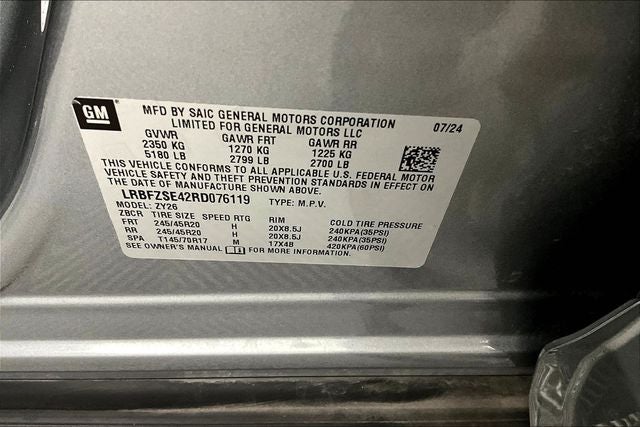 GM
MFD BY SAIC GENERAL MOTORS CORPORATION
LIMITED FOR GENERAL MOTORS LLC
07/24
GVWR GAWR FRT GAWR RR
2350 KG 1270 KG 1225 KG
5180 LB 2799 LB 2700 LB
THIS VEHICLE CONFORMS TO ALL APPLICABLE U.S. FEDERAL MOTOR
VEHICLE SAFETY AND THEFT PREVENTION STANDARDS IN EFFECT ON
THE DATE OF MANUFACTURE SHOWN ABOVE.
LRBFZSE42RD076119 TYPE: M.P.V.
MODEL: ZY26
ZBCR TIRE SIZE SPEED RTG RIM COLD TIRE PRESSURE
FRT 245/45R20 H 20X8.5J 240KPA(35PSI)
RR 245/45R20 H 20X8.5J 240KPA(35PSI)
SPA T145/70R17 M 17X4B 420KPA(60PSI)
SEE OWNER'S MANUAL FOR MORE INFORMATION.